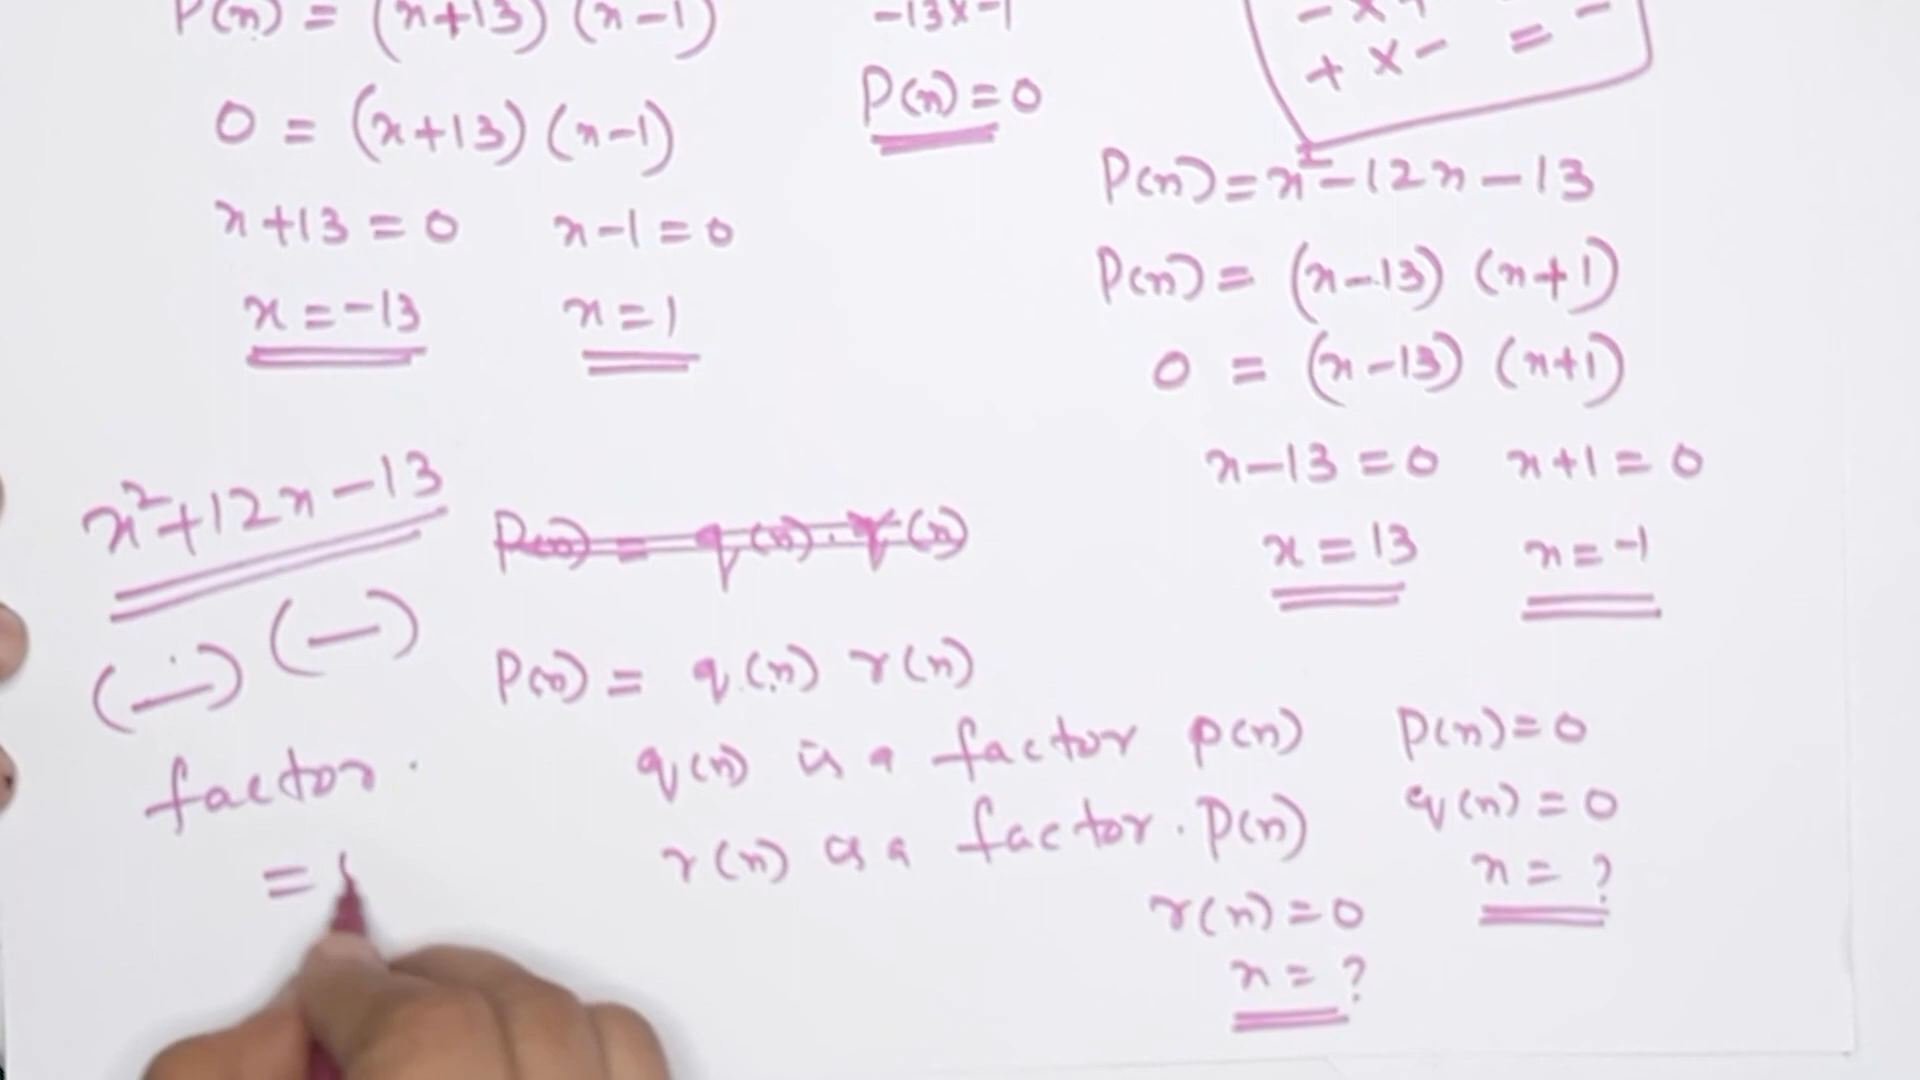 P(x) = (x+13) (x-1)
0 = (x+13) (x-1)
x+13 = 0 x-1 = 0
x = -13 x = 1
-13x-1
P(x) = 0
+ x - = -
P(x) = x²-12x-13
P(x) = (x-13) (x+1)
0 = (x-13) (x+1)
x-13 = 0 x+1 = 0
x = 13 x = -1
x²+12x-13
(—) (—)
factor.
=
P(x) = q(x). r(x)
P(x) = q(x) r(x)
q(x) is a factor p(x)
r(x) is a factor. P(x)
r(x) = 0
x = ?
P(x) = 0
q(x) = 0
x = ?